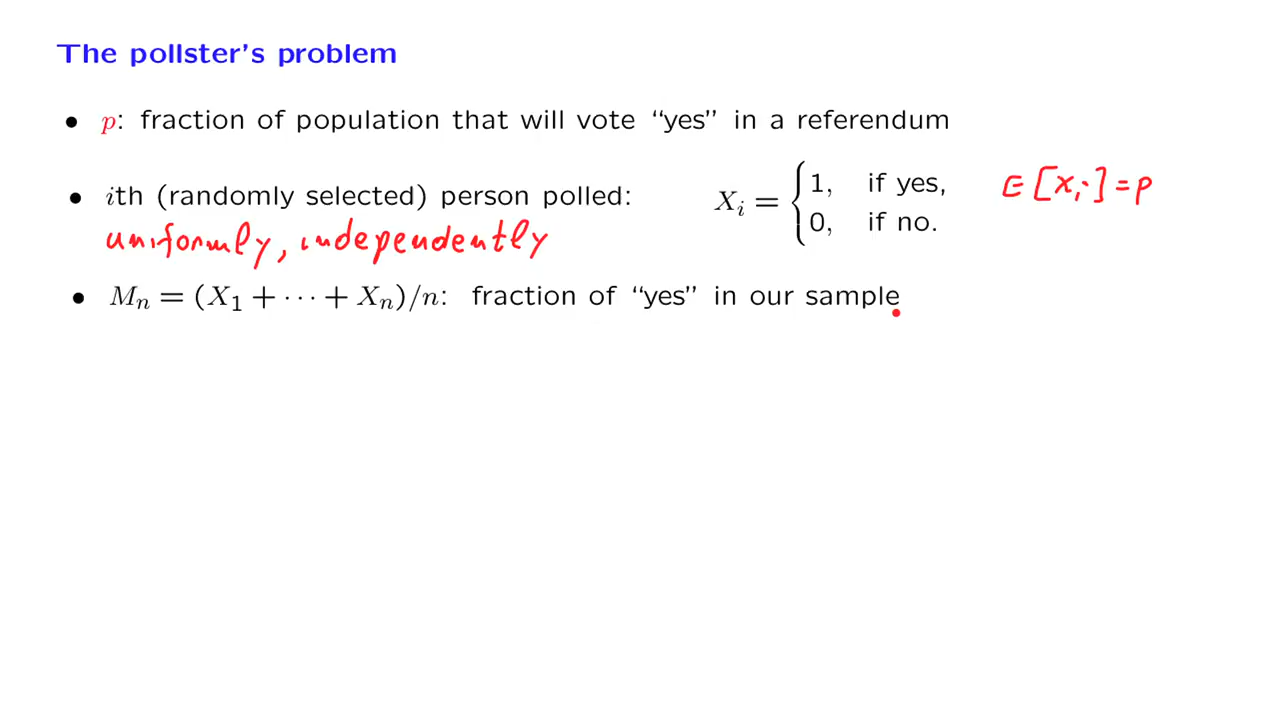 The pollster's problem
• p: fraction of population that will vote “yes” in a referendum
• ith (randomly selected) person polled: Xᵢ = { 1, if yes, 0, if no. E[Xᵢ] = p
uniformly, independently
• Mₙ = (X₁ + ··· + Xₙ)/n: fraction of “yes” in our sample